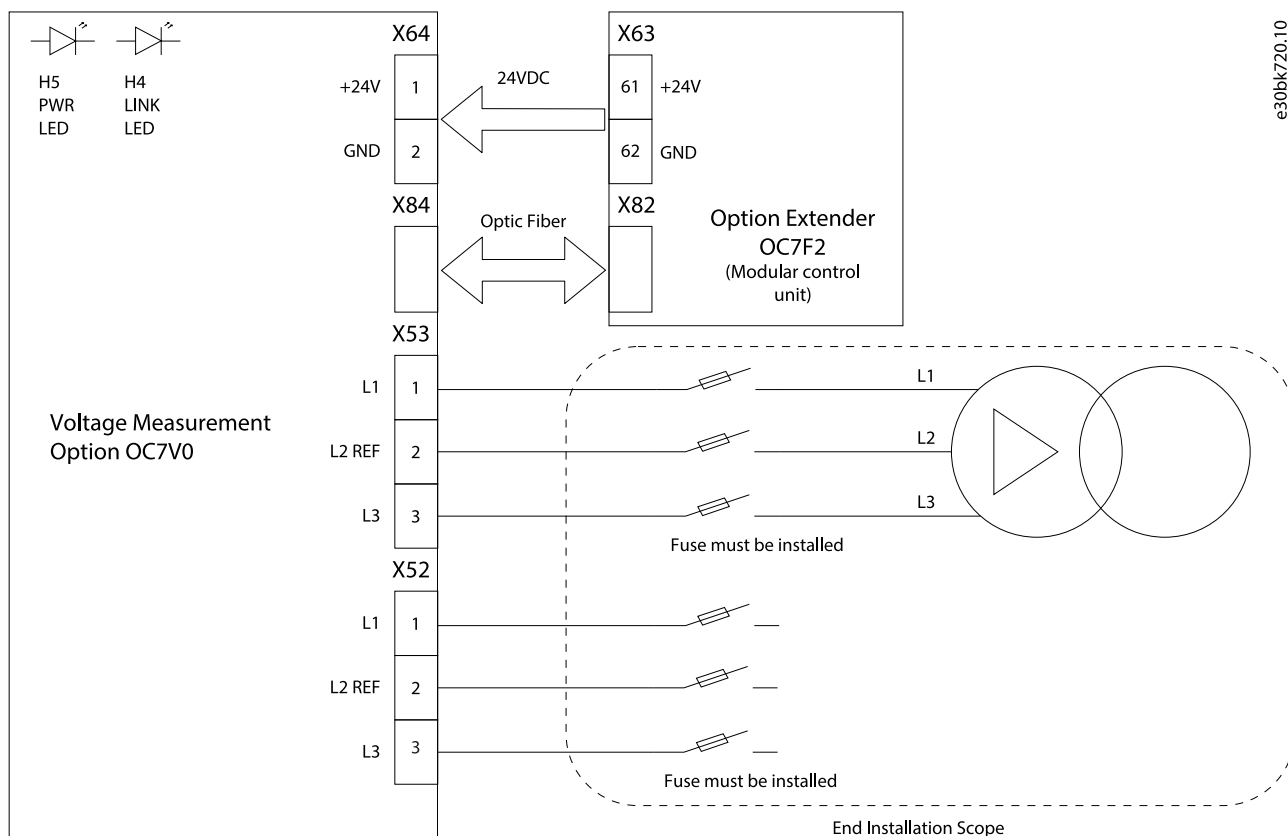 X64
X63
e30bk720.10
H5
PWR
LED
H4
LINK
LED
+24V
1
24VDC
61
+24V
GND
2
62
GND
X84
Optic Fiber
X82
Option Extender
OC7F2
(Modular control
unit)
X53
L1
1
L1
Voltage Measurement
Option OC7V0
L2 REF
2
L2
L3
3
L3
Fuse must be installed
X52
L1
1
L2 REF
2
L3
3
Fuse must be installed
End Installation Scope